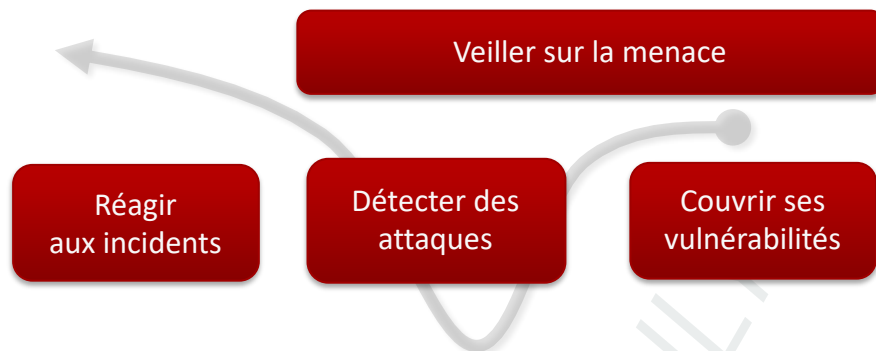 Veiller sur la menace
Réagir
aux incidents
Détecter des
attaques
Couvrir ses
vulnérabilités